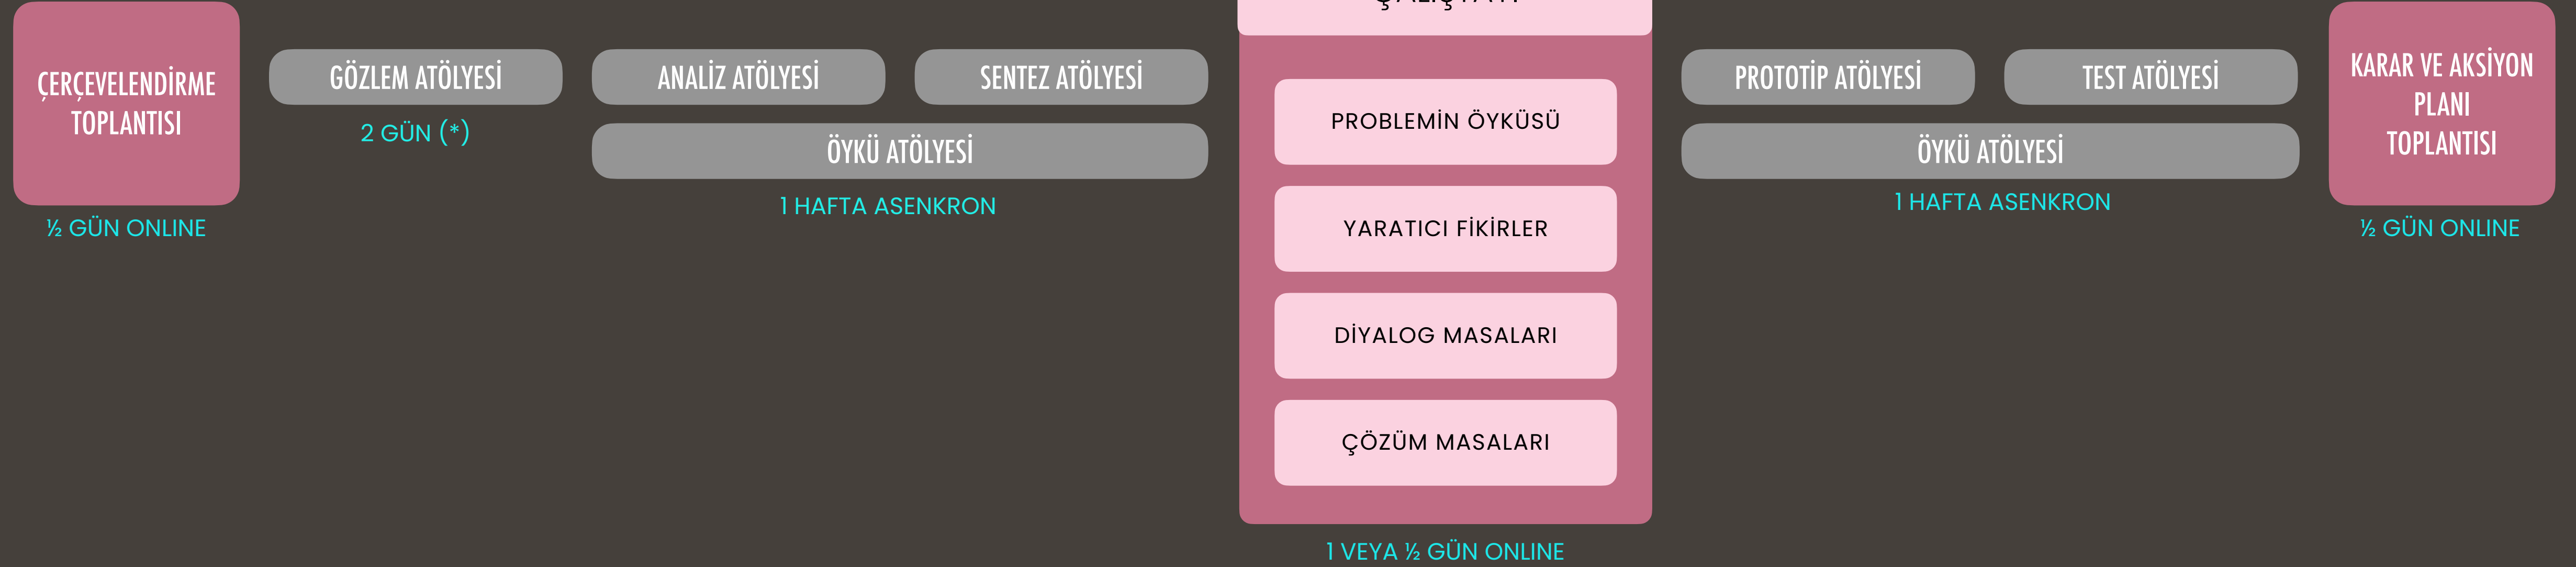 ÇERÇEVELENDİRME
TOPLANTISI
½ GÜN ONLINE
GÖZLEM ATÖLYESİ
2 GÜN (*)
ANALİZ ATÖLYESİ
SENTEZ ATÖLYESİ
ÖYKÜ ATÖLYESİ
1 HAFTA ASENKRON
PROBLEMİN ÖYKÜSÜ
YARATICI FİKİRLER
DİYALOG MASALARI
ÇÖZÜM MASALARI
1 VEYA ½ GÜN ONLINE
PROTOTİP ATÖLYESİ
TEST ATÖLYESİ
ÖYKÜ ATÖLYESİ
1 HAFTA ASENKRON
KARAR VE AKSİYON
PLANI
TOPLANTISI
½ GÜN ONLINE